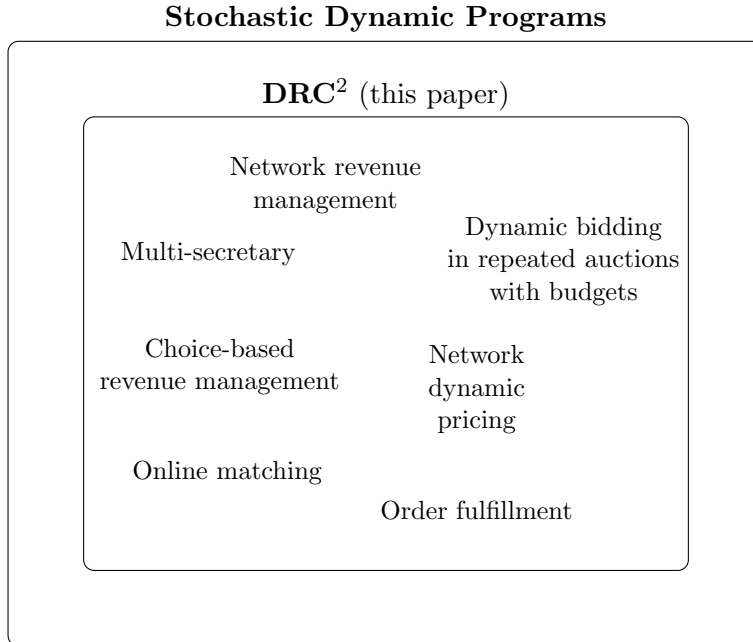 Stochastic Dynamic Programs
DRC² (this paper)
Network revenue
management
Multi-secretary
Dynamic bidding
in repeated auctions
with budgets
Choice-based
revenue management
Network
dynamic
pricing
Online matching
Order fulfillment